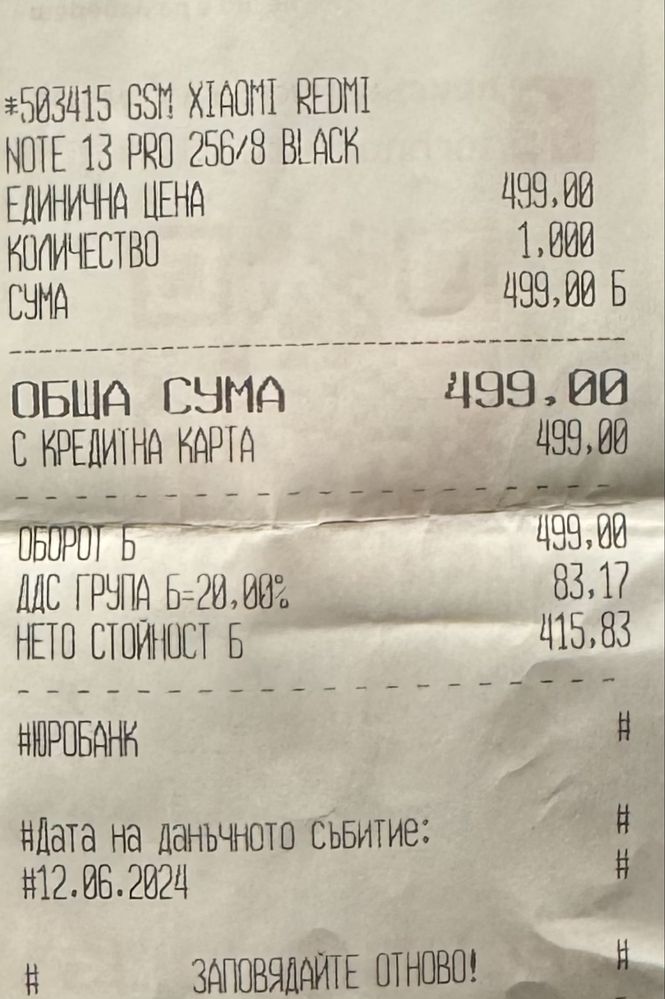 *503415 GSM XIAOMI REDMI
NOTE 13 PRO 256/8 BLACK
ЕДИНИЧНА ЦЕНА 499,00
КОЛИЧЕСТВО 1,000
СУМА 499,00 Б
ОБЩА СУМА 499,00
С КРЕДИТНА КАРТА 499,00
ОБОРОТ Б 499,00
ДДС ГРУПА Б=20,00% 83,17
НЕТО СТОЙНОСТ Б 415,83
#ЮРОБАНК #
#Дата на данъчното събитие: #
#12.06.2024 #
# ЗАПОВЯДАЙТЕ ОТНОВО! #